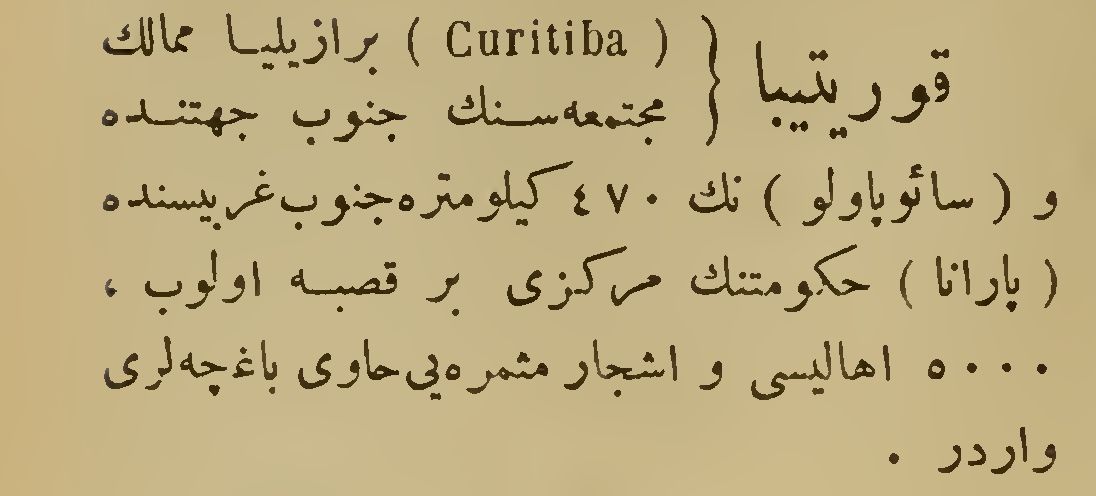 قوريتيبا } ( Curitiba ) برازيليا ممالك
مجتمعه‌سنك جنوب جهتنده
و ( سائوپاولو ) نك ٤٧٠ كيلومتره جنوب غربيسنده
( پارانا ) حكومتنك مركزى بر قصبه اولوب ،
٥٠٠٠ اهاليسى و اشجار مثمره‌يى حاوى باغچه‌لرى
واردر .